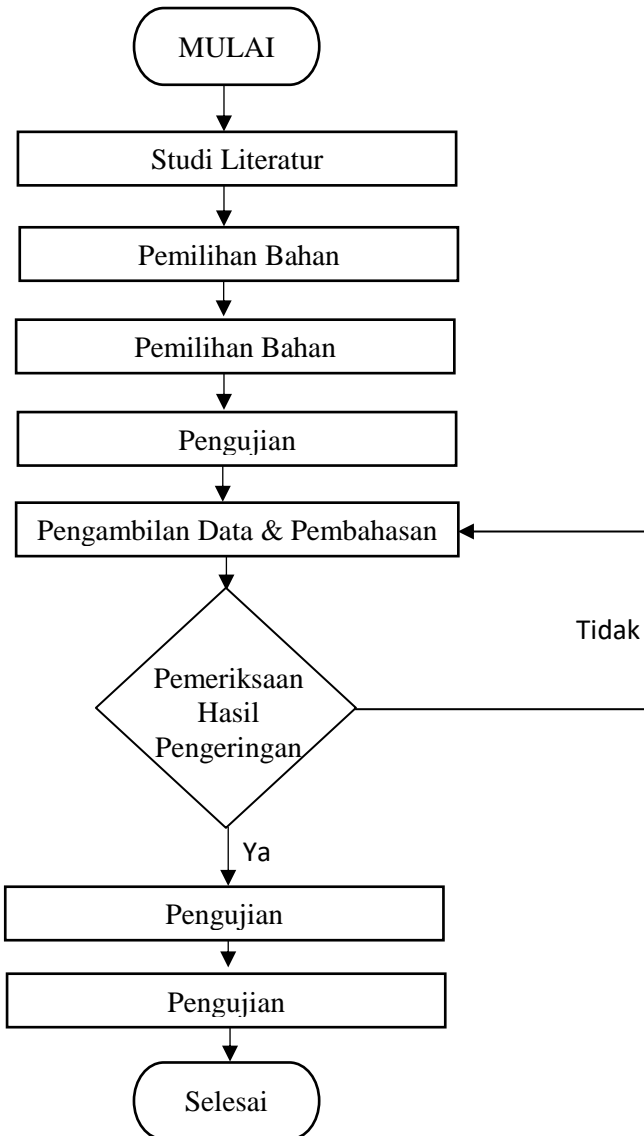 MULAI
Studi Literatur
Pemilihan Bahan
Pemilihan Bahan
Pengujian
Pengambilan Data & Pembahasan
Tidak
Pemeriksaan
Hasil
Pengeringan
Ya
Pengujian
Pengujian
Selesai